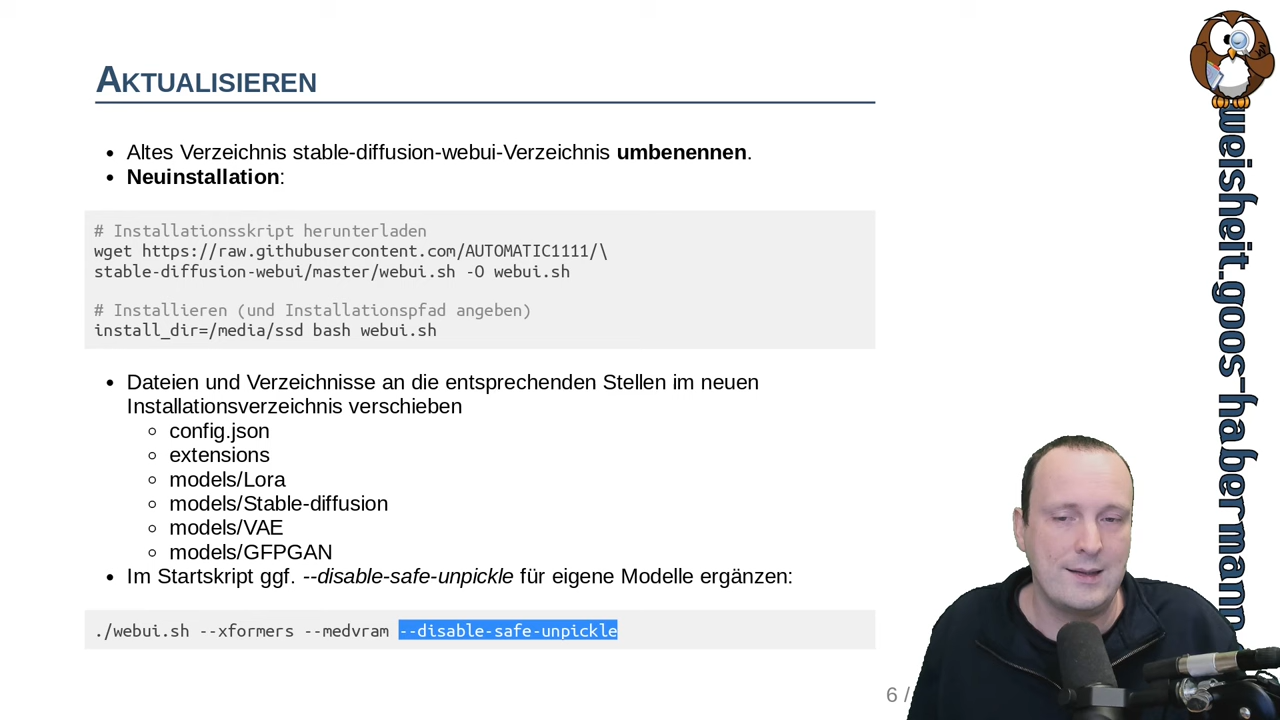 AKTUALISIEREN
• Altes Verzeichnis stable-diffusion-webui-Verzeichnis umbenennen.
• Neuinstallation:
# Installationsskript herunterladen
wget https://raw.githubusercontent.com/AUTOMATIC1111/\
stable-diffusion-webui/master/webui.sh -O webui.sh
# Installieren (und Installationspfad angeben)
install_dir=/media/ssd bash webui.sh
• Dateien und Verzeichnisse an die entsprechenden Stellen im neuen
Installationsverzeichnis verschieben
◦ config.json
◦ extensions
◦ models/Lora
◦ models/Stable-diffusion
◦ models/VAE
◦ models/GFPGAN
• Im Startskript ggf. --disable-safe-unpickle für eigene Modelle ergänzen:
./webui.sh --xformers --medvram --disable-safe-unpickle
6 /
weisheit.goos-habermann